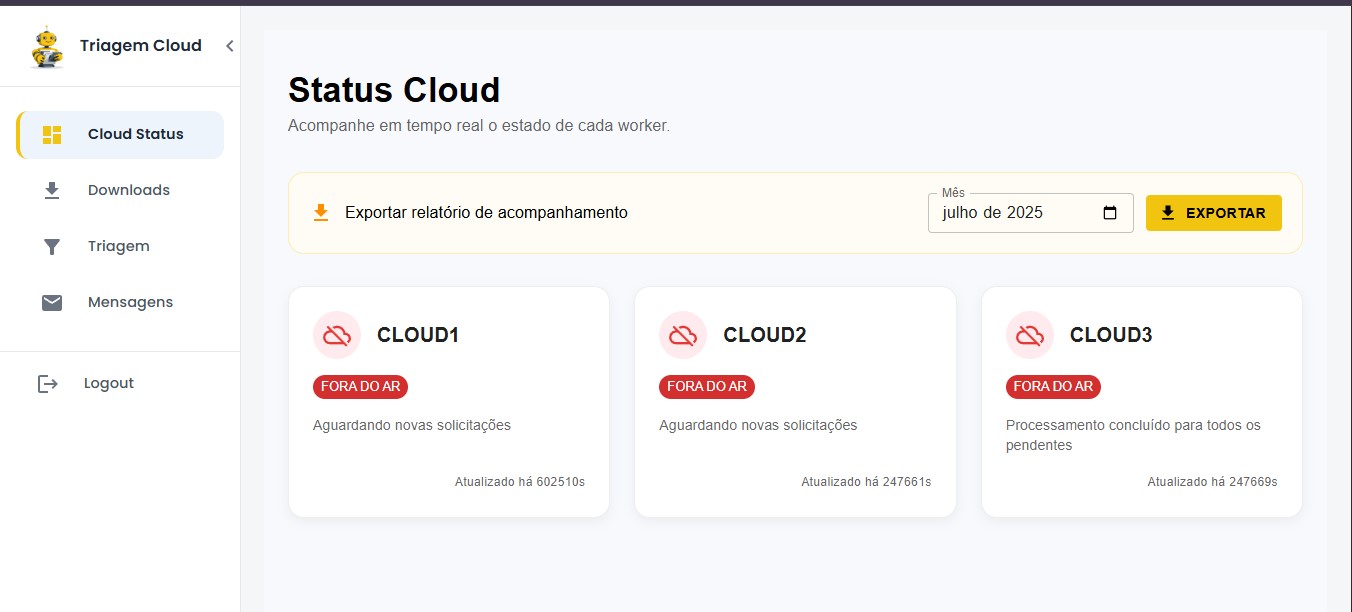 Triagem Cloud
Cloud Status
Downloads
Triagem
Mensagens
Logout
Status Cloud
Acompanhe em tempo real o estado de cada worker.
Exportar relatório de acompanhamento
Mês
julho de 2025
EXPORTAR
CLOUD1
FORA DO AR
Aguardando novas solicitações
Atualizado há 602510s
CLOUD2
FORA DO AR
Aguardando novas solicitações
Atualizado há 247661s
CLOUD3
FORA DO AR
Processamento concluído para todos os
pendentes
Atualizado há 247669s